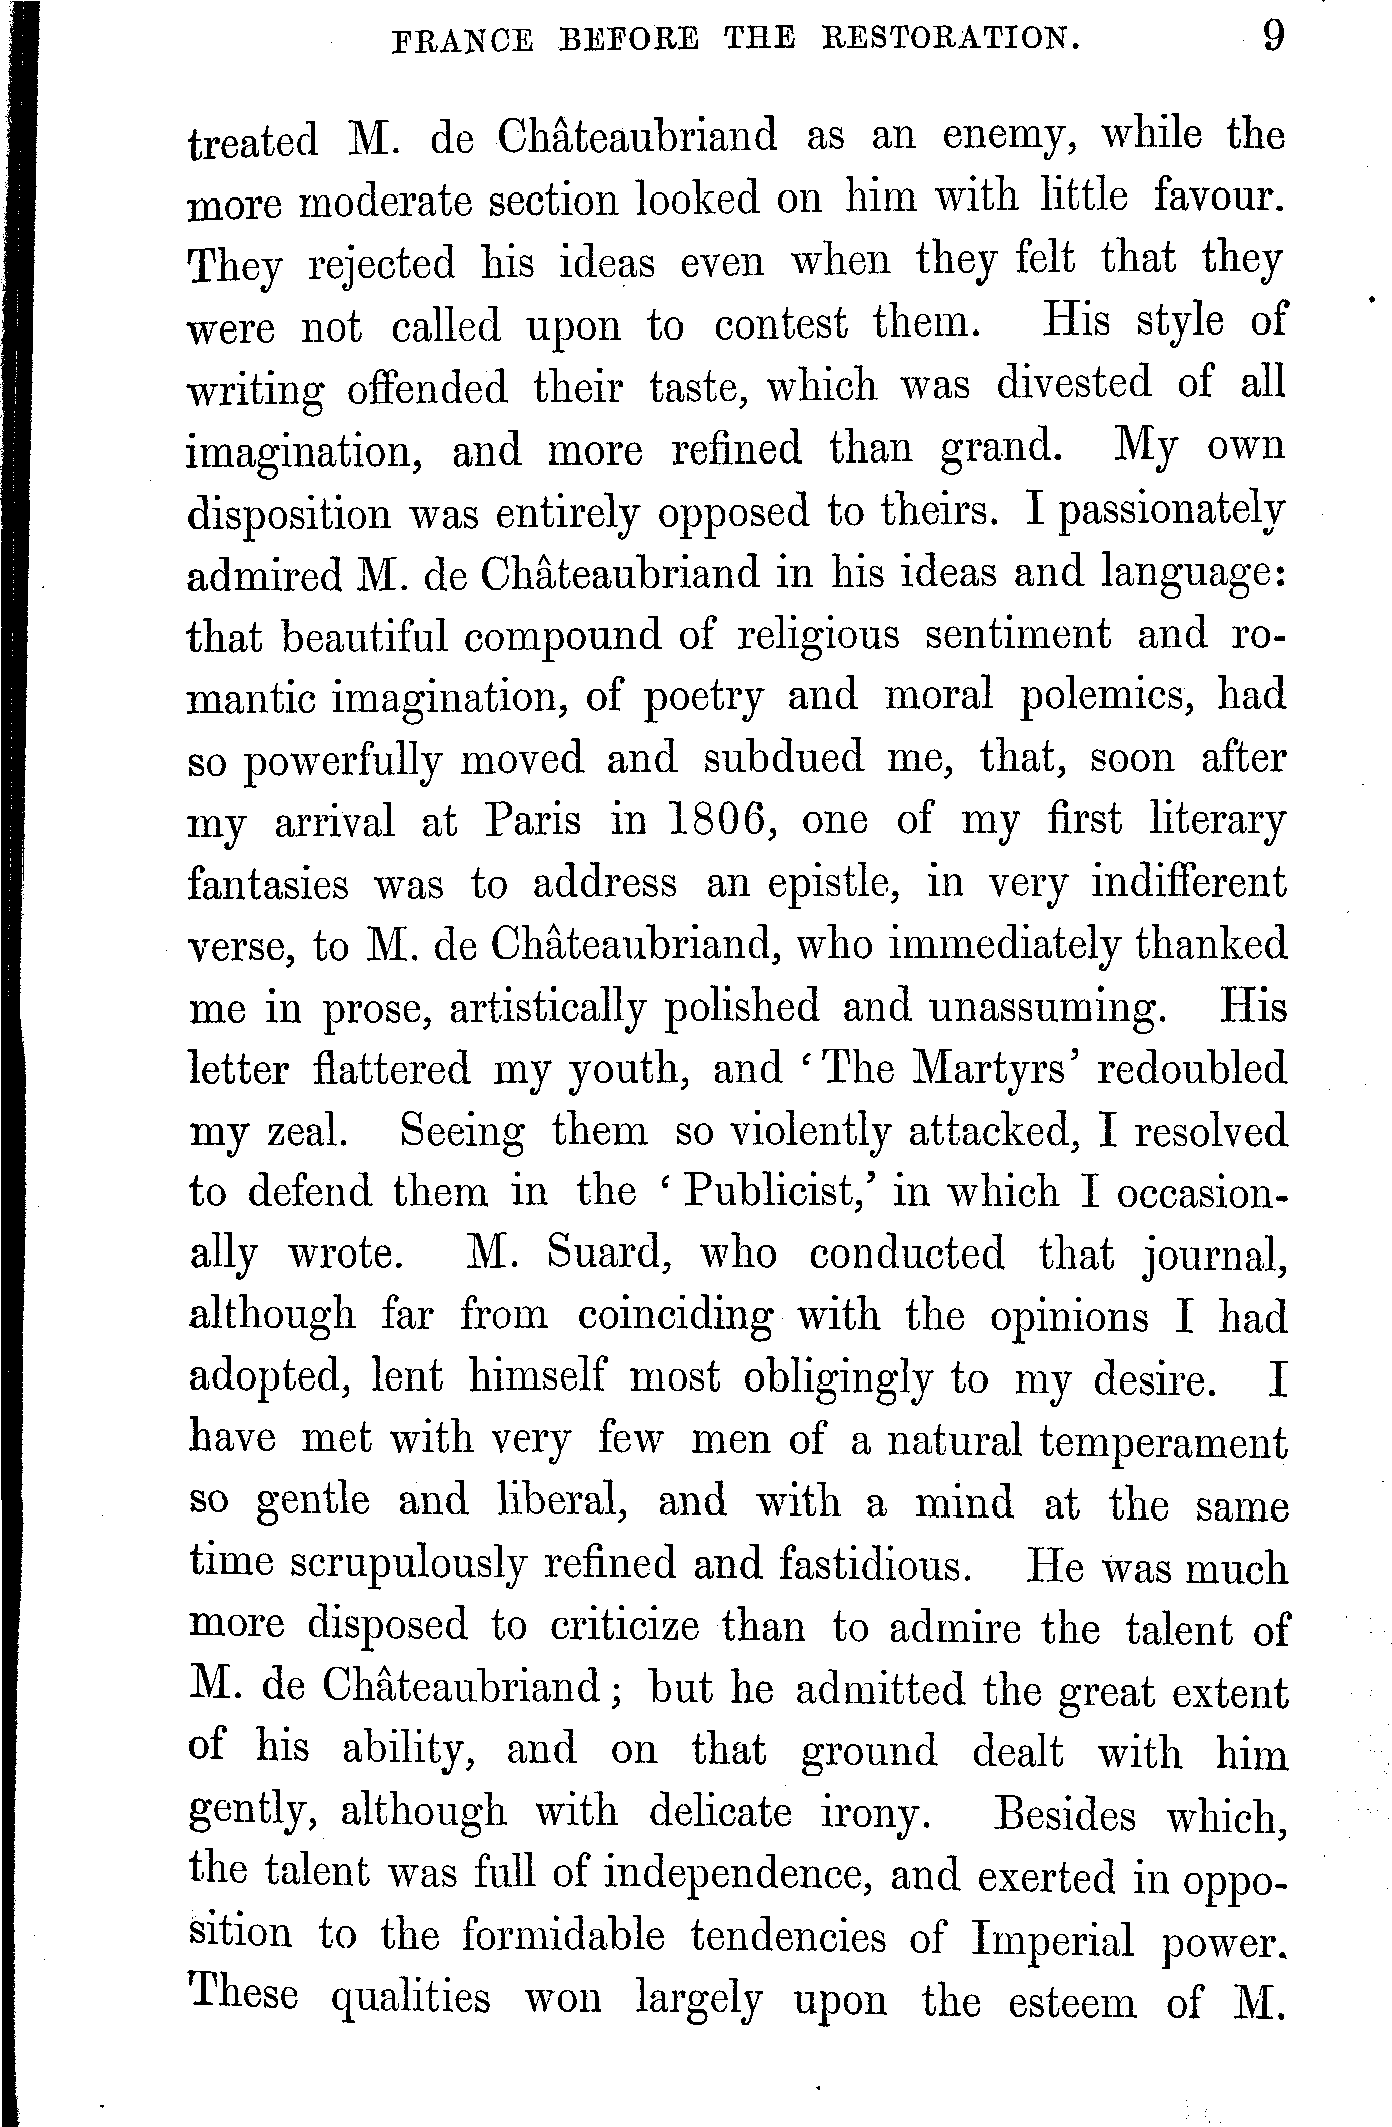 FRANCE BEFORE THE RESTORATION. 9
treated M. de Châteaubriand as an enemy, while the
more moderate section looked on him with little favour.
They rejected his ideas even when they felt that they
were not called upon to contest them. His style of
writing offended their taste, which was divested of all
imagination, and more refined than grand. My own
disposition was entirely opposed to theirs. I passionately
admired M. de Châteaubriand in his ideas and language:
that beautiful compound of religious sentiment and ro-
mantic imagination, of poetry and moral polemics, had
so powerfully moved and subdued me, that, soon after
my arrival at Paris in 1806, one of my first literary
fantasies was to address an epistle, in very indifferent
verse, to M. de Châteaubriand, who immediately thanked
me in prose, artistically polished and unassuming. His
letter flattered my youth, and ‘The Martyrs’ redoubled
my zeal. Seeing them so violently attacked, I resolved
to defend them in the ‘Publicist,’ in which I occasion-
ally wrote. M. Suard, who conducted that journal,
although far from coinciding with the opinions I had
adopted, lent himself most obligingly to my desire. I
have met with very few men of a natural temperament
so gentle and liberal, and with a mind at the same
time scrupulously refined and fastidious. He was much
more disposed to criticize than to admire the talent of
M. de Châteaubriand; but he admitted the great extent
of his ability, and on that ground dealt with him
gently, although with delicate irony. Besides which,
the talent was full of independence, and exerted in oppo-
sition to the formidable tendencies of Imperial power.
These qualities won largely upon the esteem of M.